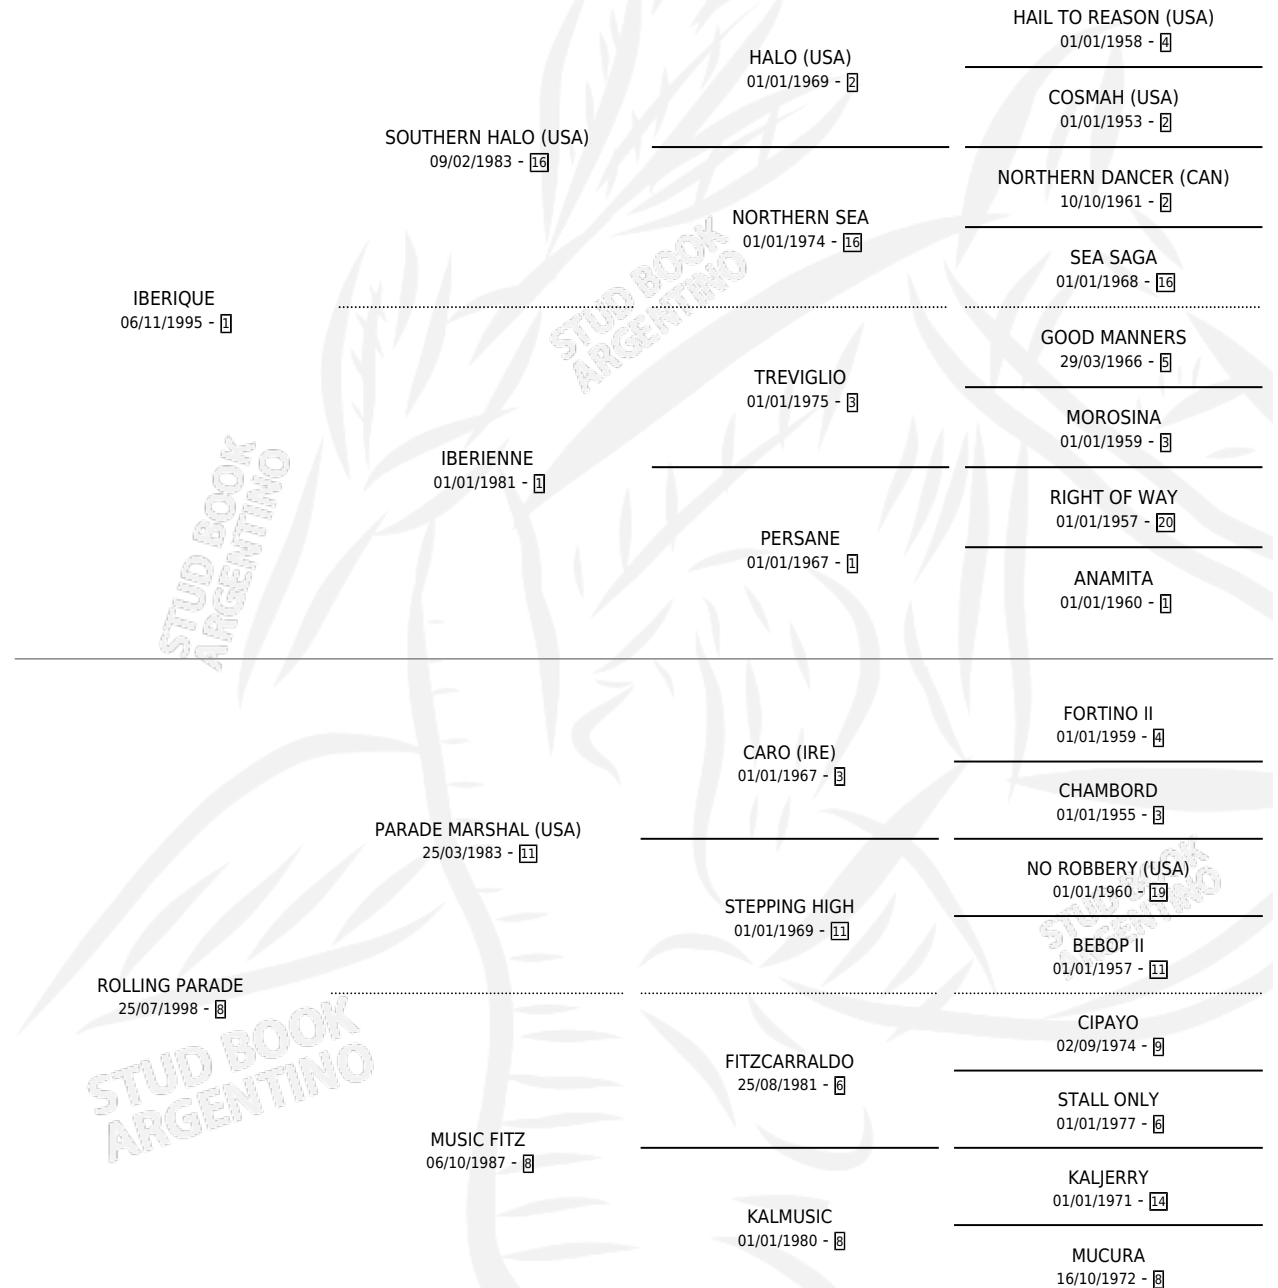 HAIL TO REASON (USA)
01/01/1958 - 4
HALO (USA)
01/01/1969 - 2
COSMAH (USA)
01/01/1953 - 2
SOUTHERN HALO (USA)
09/02/1983 - 16
NORTHERN DANCER (CAN)
10/10/1961 - 2
NORTHERN SEA
01/01/1974 - 16
SEA SAGA
01/01/1968 - 16
STUD BOOK
ARGENTINO
IBERIQUE
06/11/1995 - 1
GOOD MANNERS
29/03/1966 - 5
TREVIGLIO
01/01/1975 - 3
MOROSINA
01/01/1959 - 3
IBERIENNE
01/01/1981 - 1
RIGHT OF WAY
01/01/1957 - 20
PERSANE
01/01/1967 - 1
ANAMITA
01/01/1960 - 1
STUD BOOK
ARGENTINO
FORTINO II
01/01/1959 - 4
CARO (IRE)
01/01/1967 - 3
CHAMBORD
01/01/1955 - 3
PARADE MARSHAL (USA)
25/03/1983 - 11
NO ROBBERY (USA)
01/01/1960 - 19
STEPPING HIGH
01/01/1969 - 11
STUD BOOK
ARGENTINO
BEBOP II
01/01/1957 - 11
ROLLING PARADE
25/07/1998 - 8
CIPAYO
02/09/1974 - 9
STUD BOOK
ARGENTINO
FITZCARRALDO
25/08/1981 - 6
STALL ONLY
01/01/1977 - 6
MUSIC FITZ
06/10/1987 - 8
KALJERRY
01/01/1971 - 14
KALMUSIC
01/01/1980 - 8
MUCURA
16/10/1972 - 8